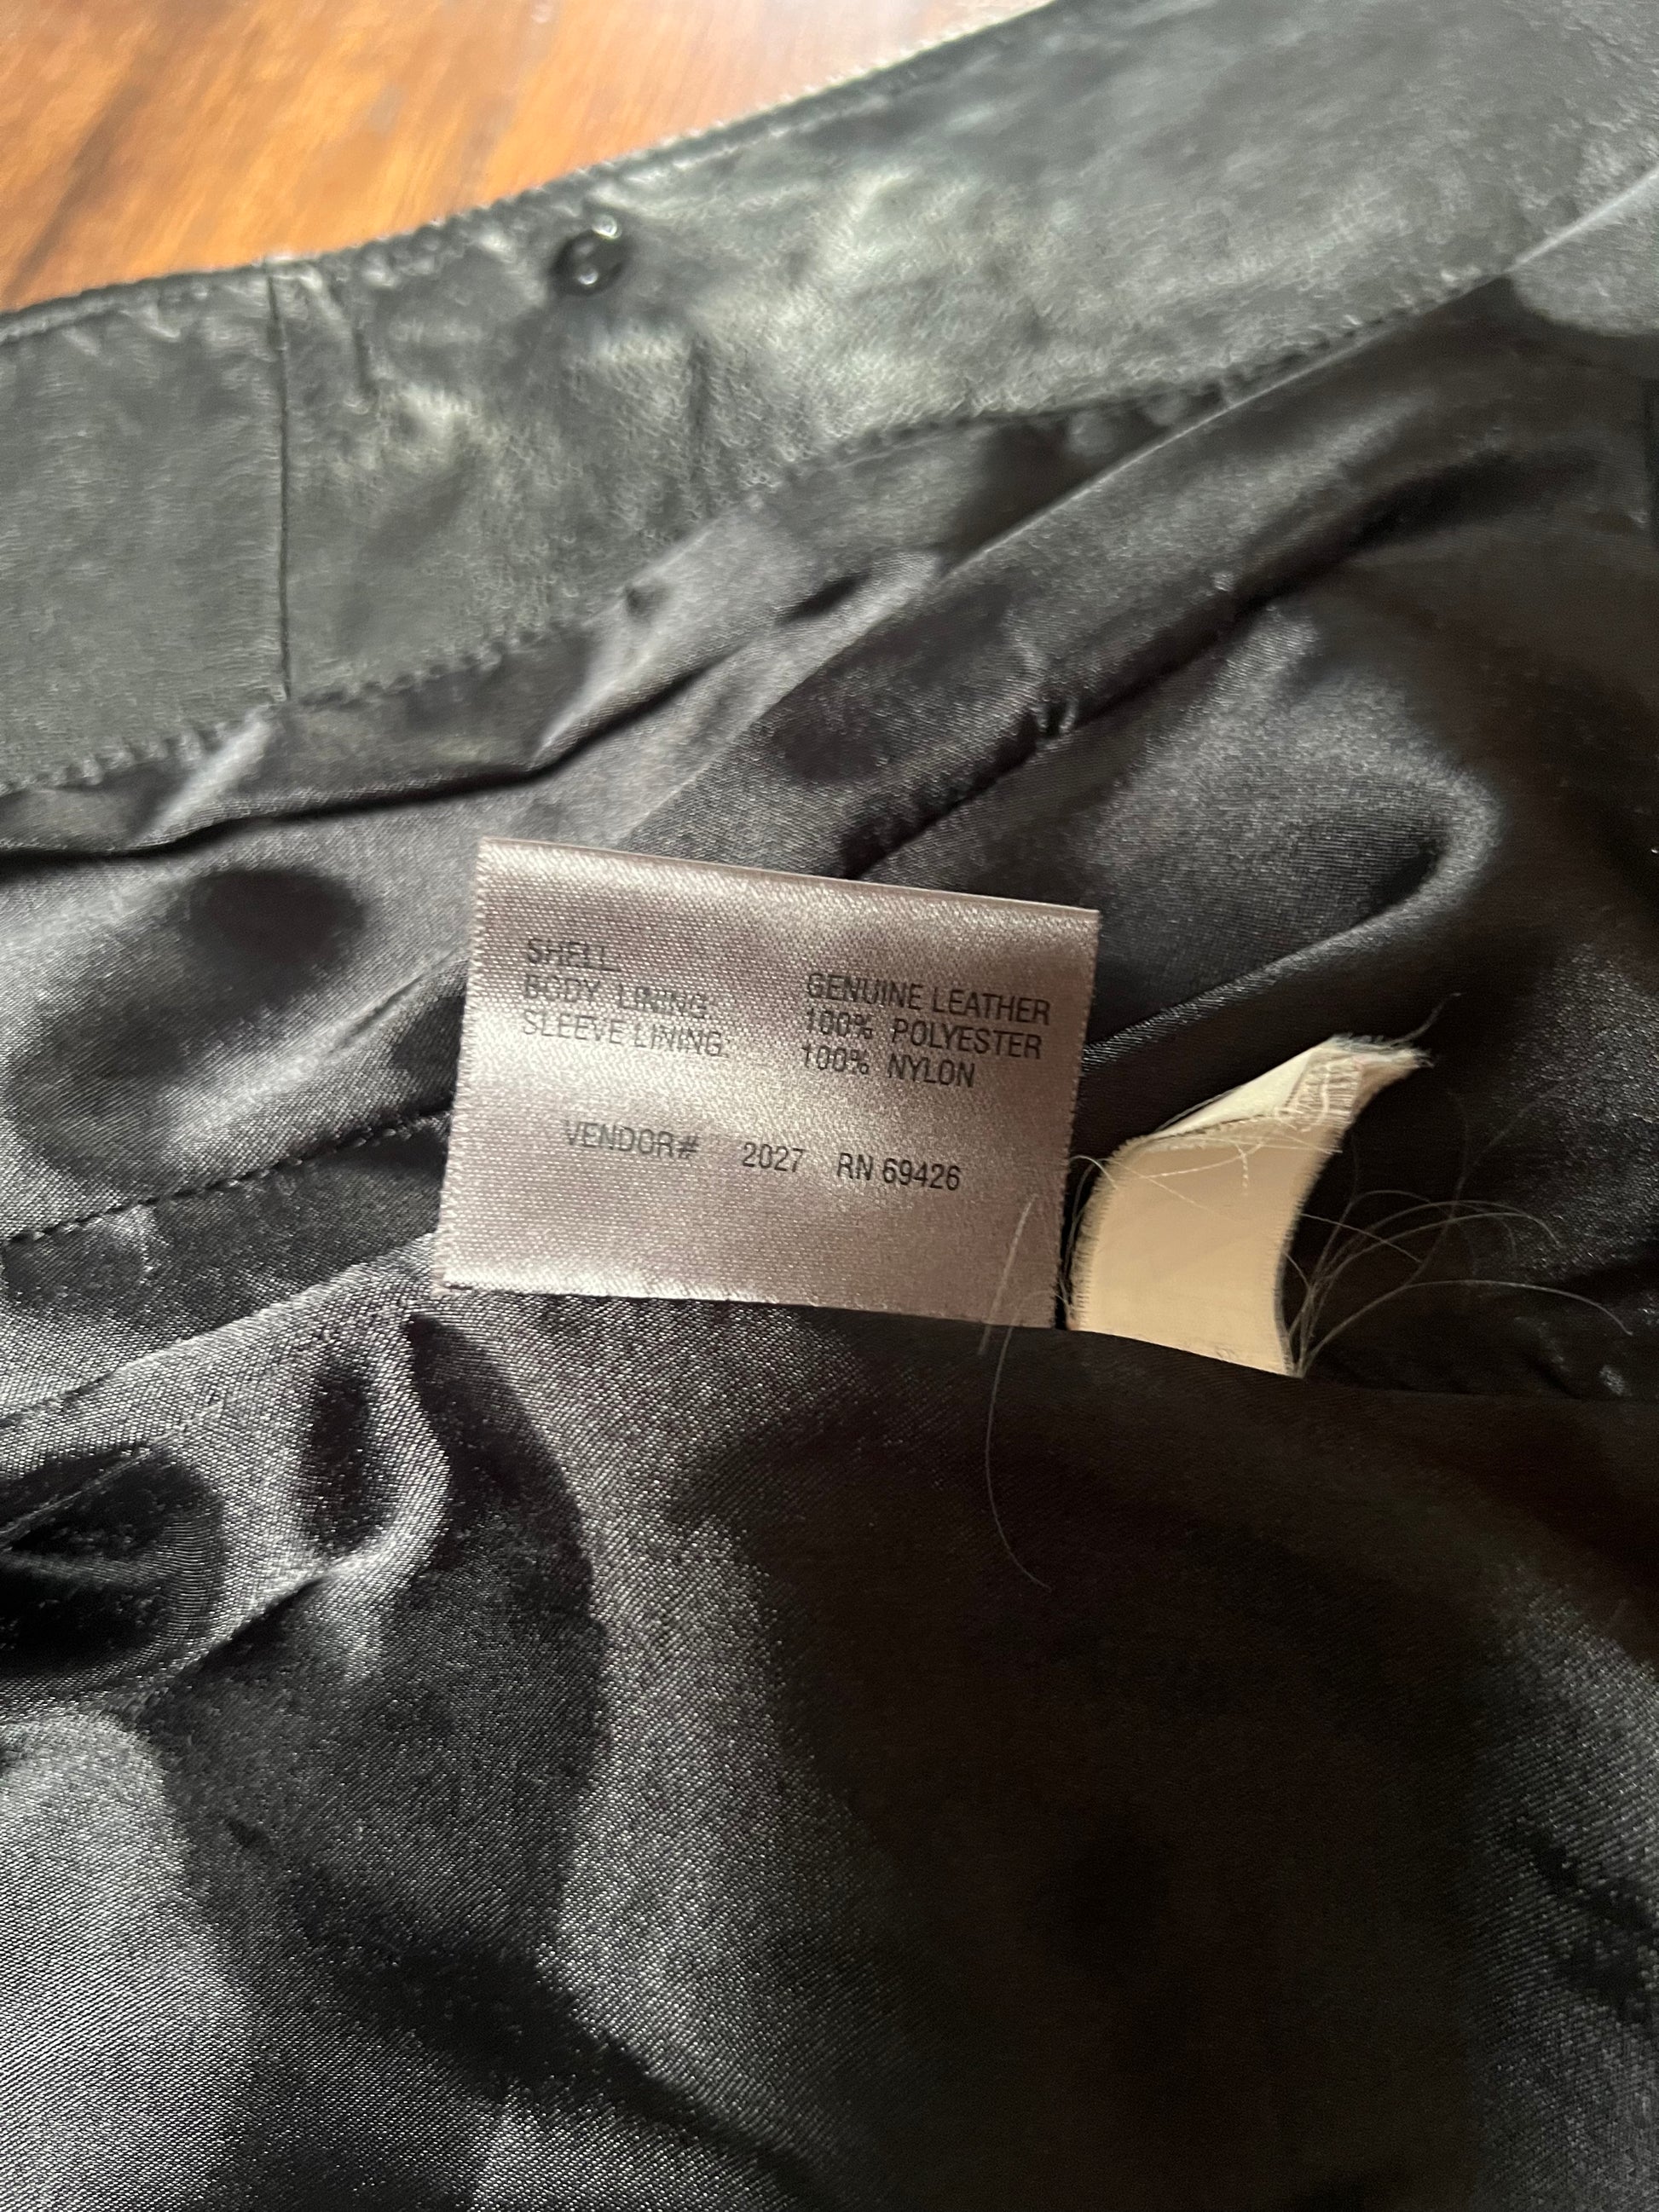 SHELL: GENUINE LEATHER
BODY LINING: 100% POLYESTER
SLEEVE LINING: 100% NYLON
VENDOR# 2027 RN 69426